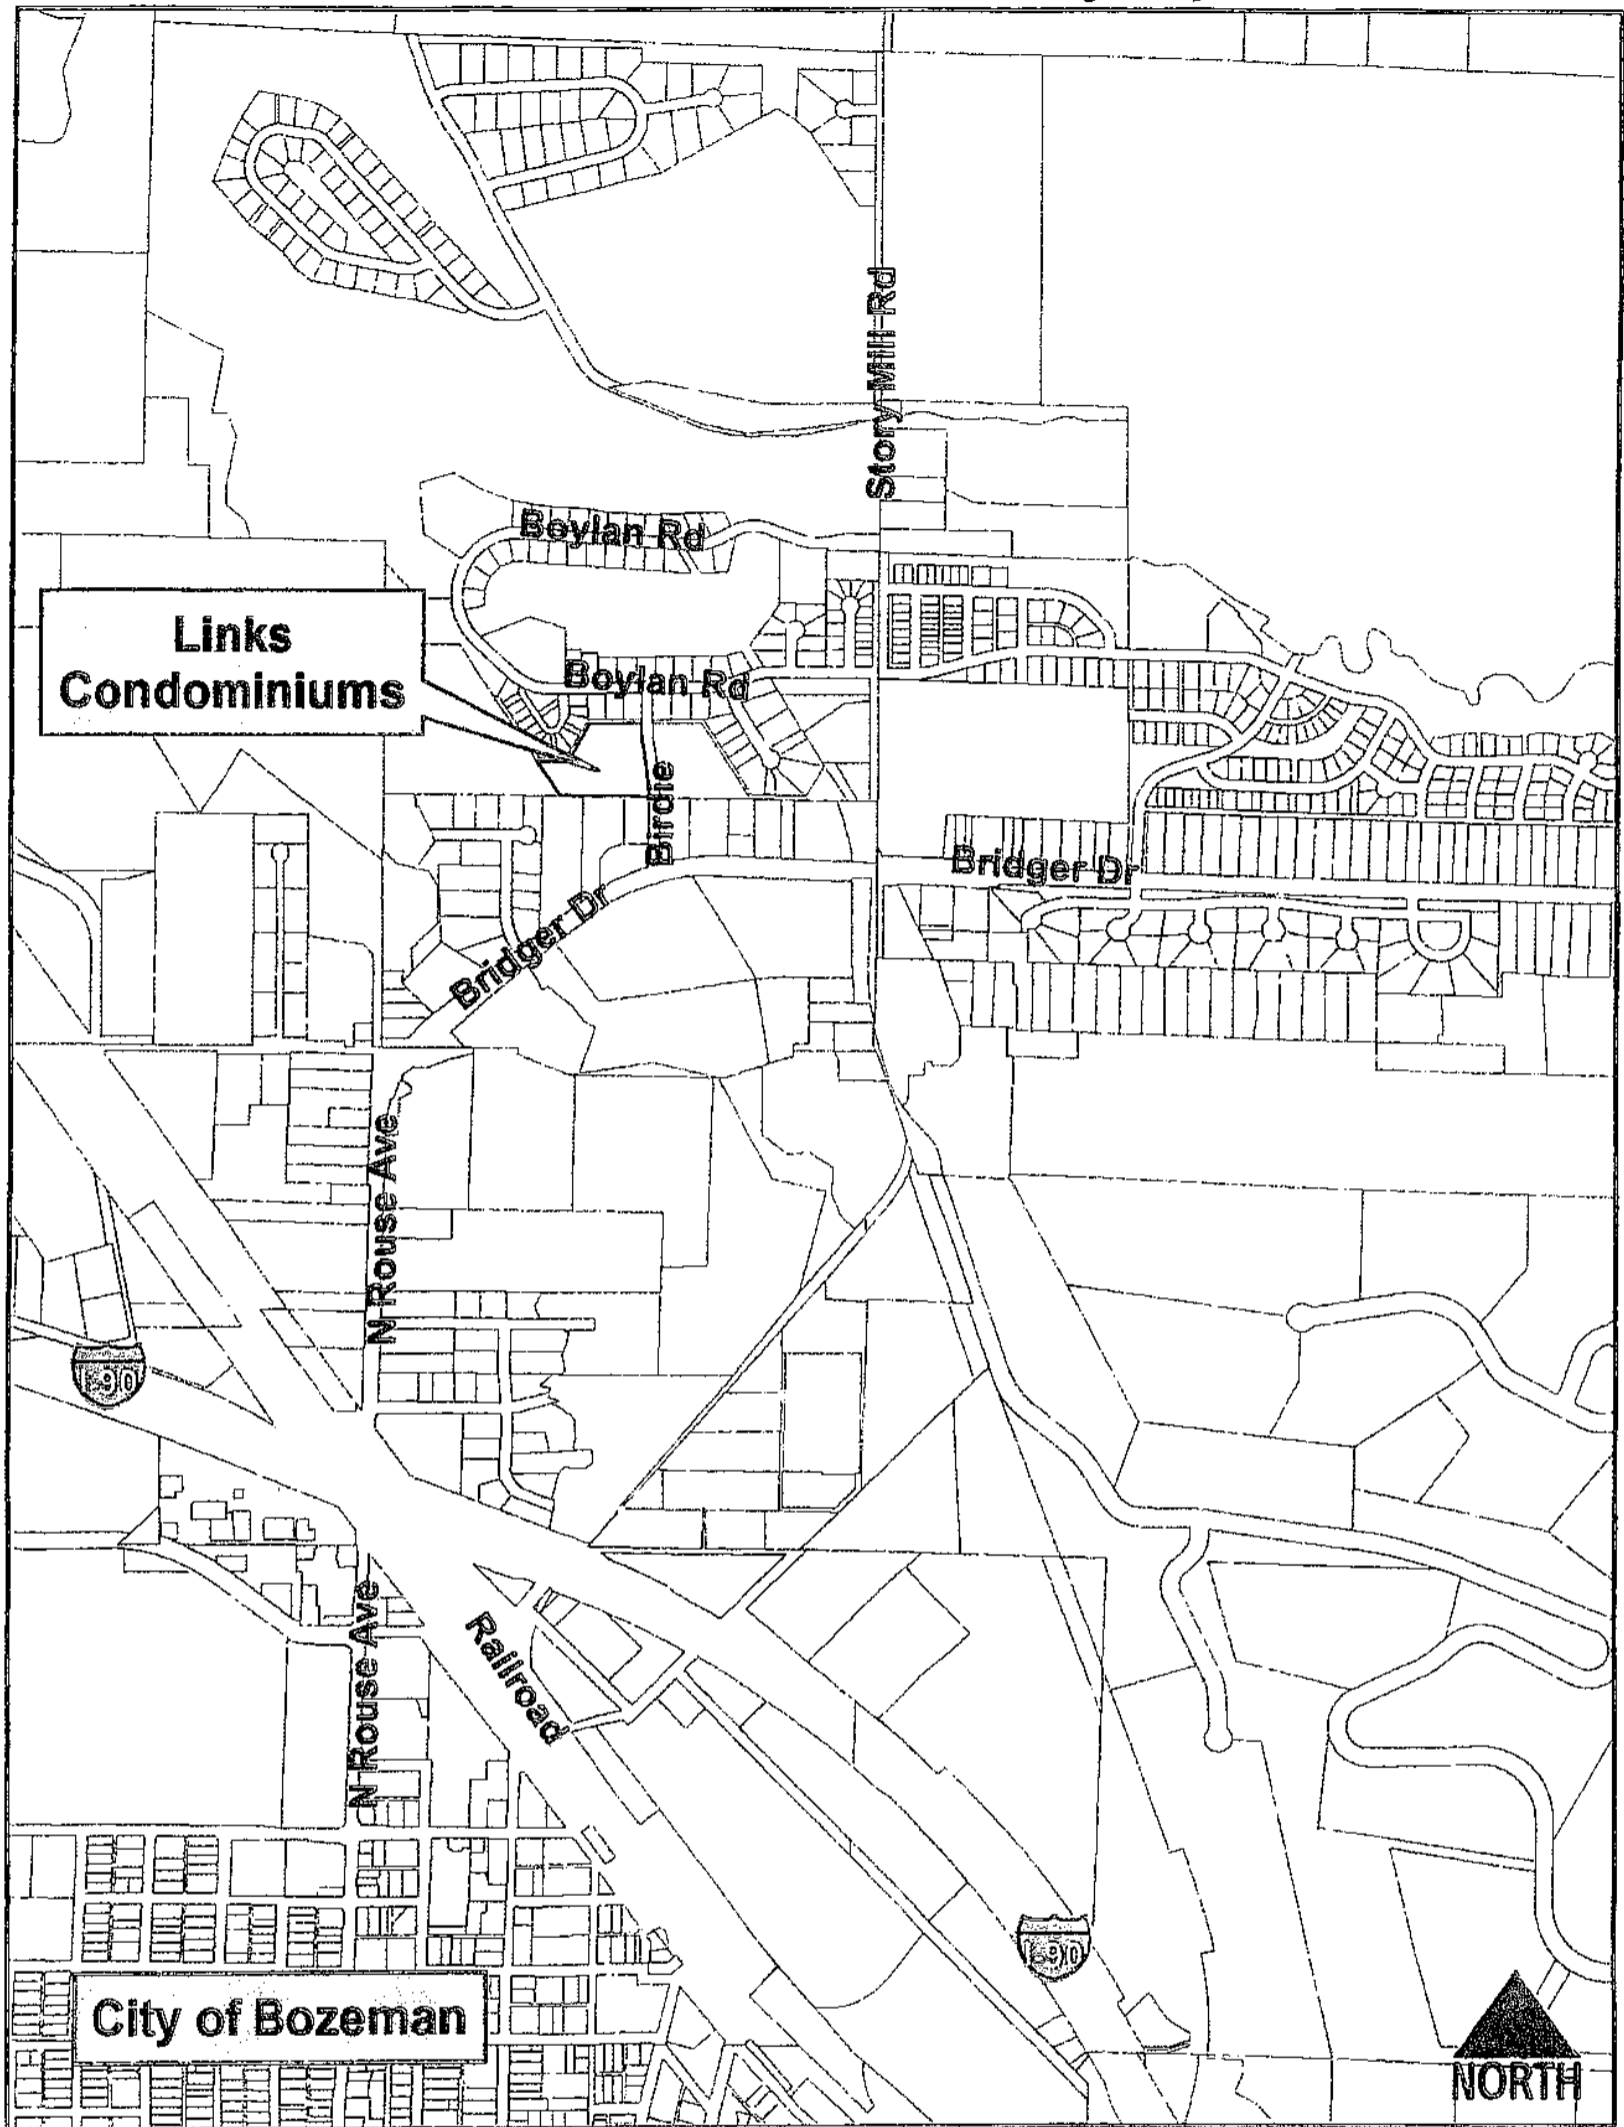 Story Mill Rd
Boylan Rd
Links
Condominiums
Boylan Rd
Birdie
Bridger Dr
Bridger Dr
N Rouse Ave
I-90
N Rouse Ave
Railroad
I-90
City of Bozeman
NORTH